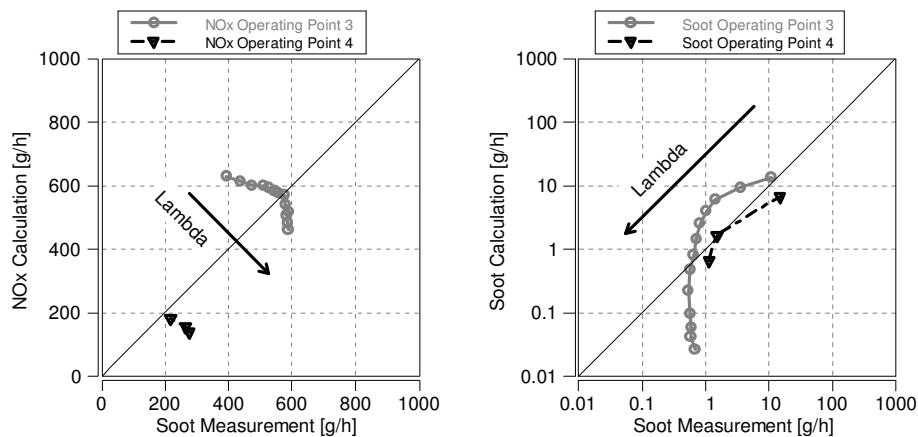 NOx Operating Point 3
NOx Operating Point 4
1000
800
600
400
200
0
NOx Calculation [g/h]
Lambda
0 200 400 600 800 1000
Soot Measurement [g/h]
Soot Operating Point 3
Soot Operating Point 4
1000
100
10
1
0.1
0.01
Soot Calculation [g/h]
Lambda
0.01 0.1 1 10 100 1000
Soot Measurement [g/h]